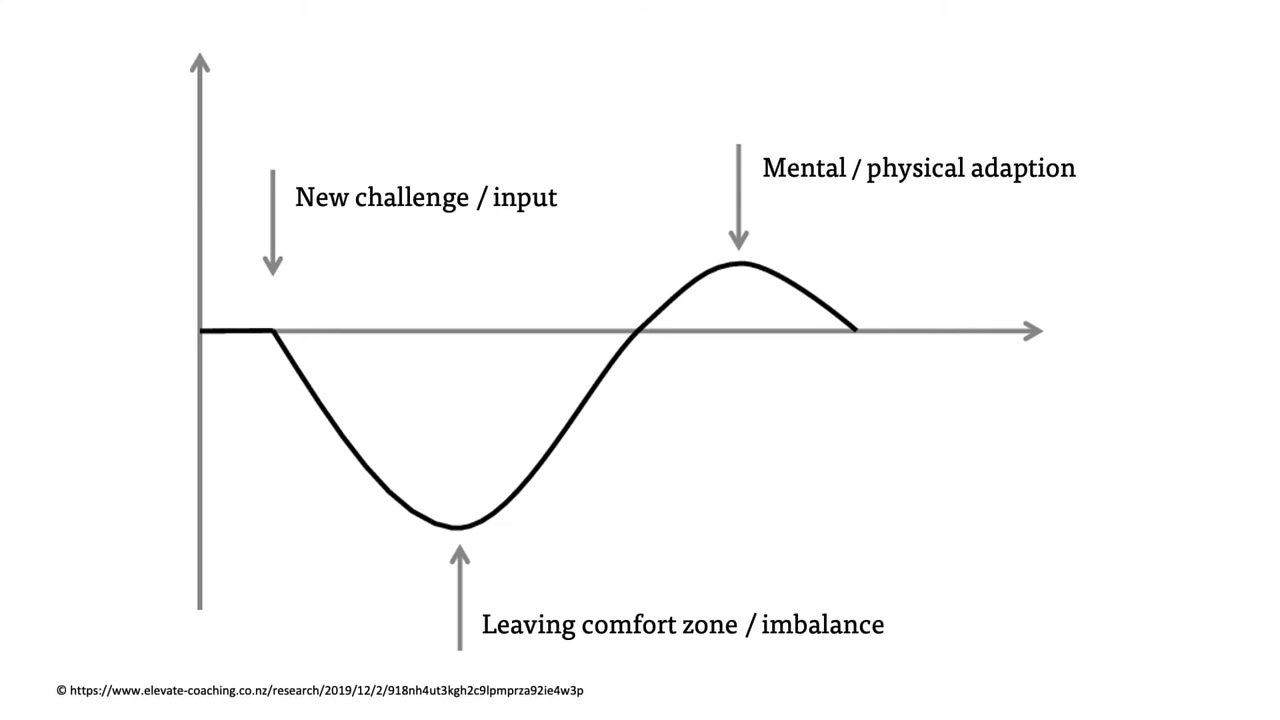 Mental / physical adaption
New challenge / input
Leaving comfort zone / imbalance
© https://www.elevate-coaching.co.nz/research/2019/12/2/918nh4ut3kgh2c9lpmprza92ie4w3p